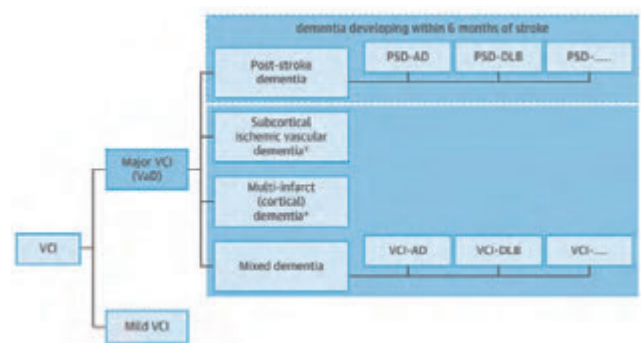 dementia developing within 6 months of stroke
Post-stroke
dementia
PSD-AD
PSD-DLB
PSD-.....
Subcortical
ischemic vascular
dementia*
Major VCI
(VaD)
Multi-infarct
(cortical)
dementia*
VCI
Mixed dementia
VCI-AD
VCI-DLB
VCI-.....
Mild VCI